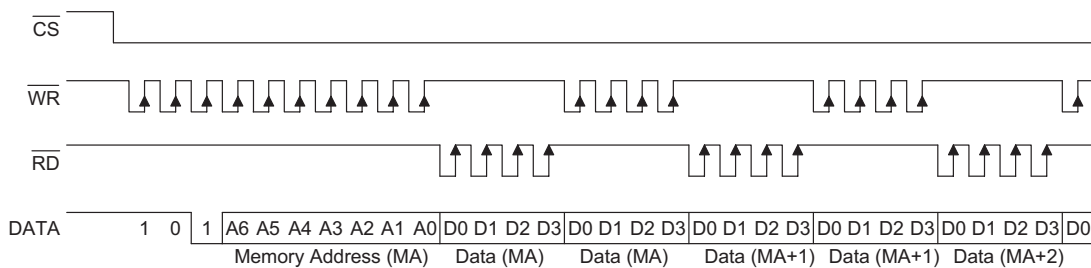 CS
WR
RD
DATA 1 0 1 A6 A5 A4 A3 A2 A1 A0 D0 D1 D2 D3 D0 D1 D2 D3 D0 D1 D2 D3 D0 D1 D2 D3 D0 D1 D2 D3 D0
Memory Address (MA) Data (MA) Data (MA) Data (MA+1) Data (MA+1) Data (MA+2)